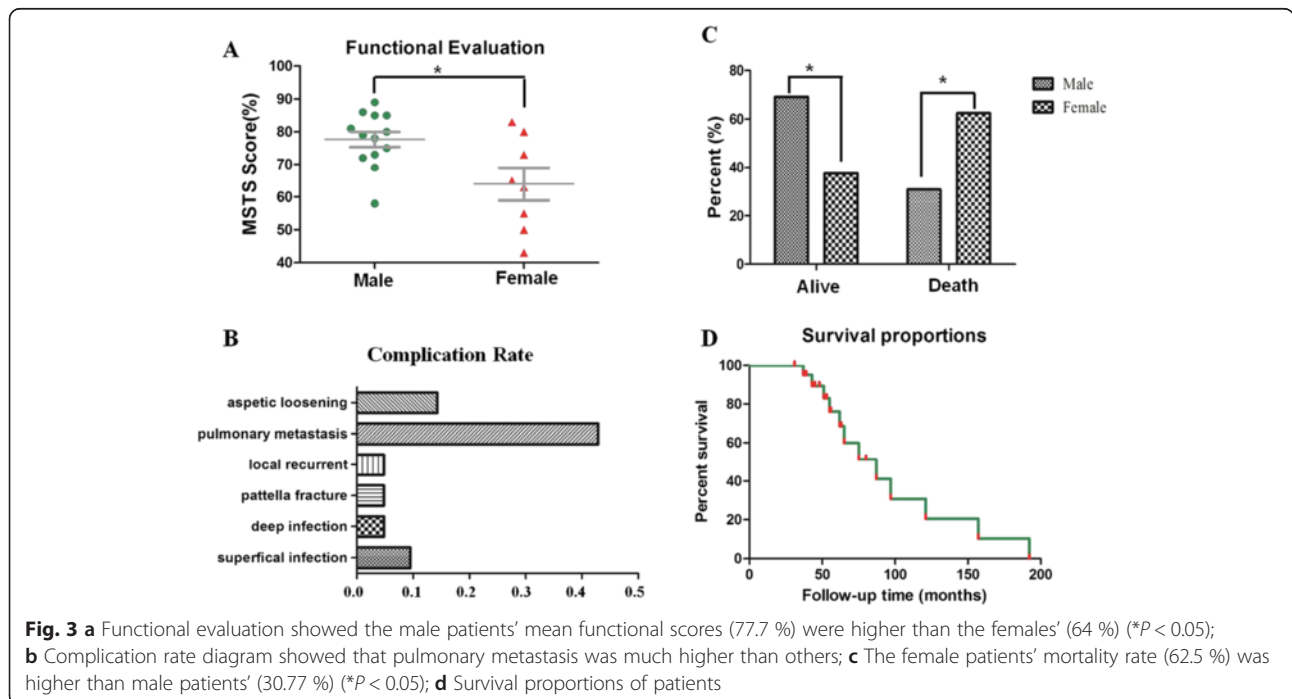 A
Functional Evaluation
*
MSTS Score(%)
100
90
80
70
60
50
40
Male
Female
C
80
60
40
20
0
Percent (%)
*
*
Male
Female
Alive
Death
B
Complication Rate
aspetic loosening
pulmonary metastasis
local recurrent
pattella fracture
deep infection
superfical infection
0.0 0.1 0.2 0.3 0.4 0.5
D
Survival proportions
Percent survival
100
80
60
40
20
0
0 50 100 150 200
Follow-up time (months)
Fig. 3 a Functional evaluation showed the male patients' mean functional scores (77.7 %) were higher than the females' (64 %) (*P < 0.05);
b Complication rate diagram showed that pulmonary metastasis was much higher than others; c The female patients' mortality rate (62.5 %) was
higher than male patients' (30.77 %) (*P < 0.05); d Survival proportions of patients